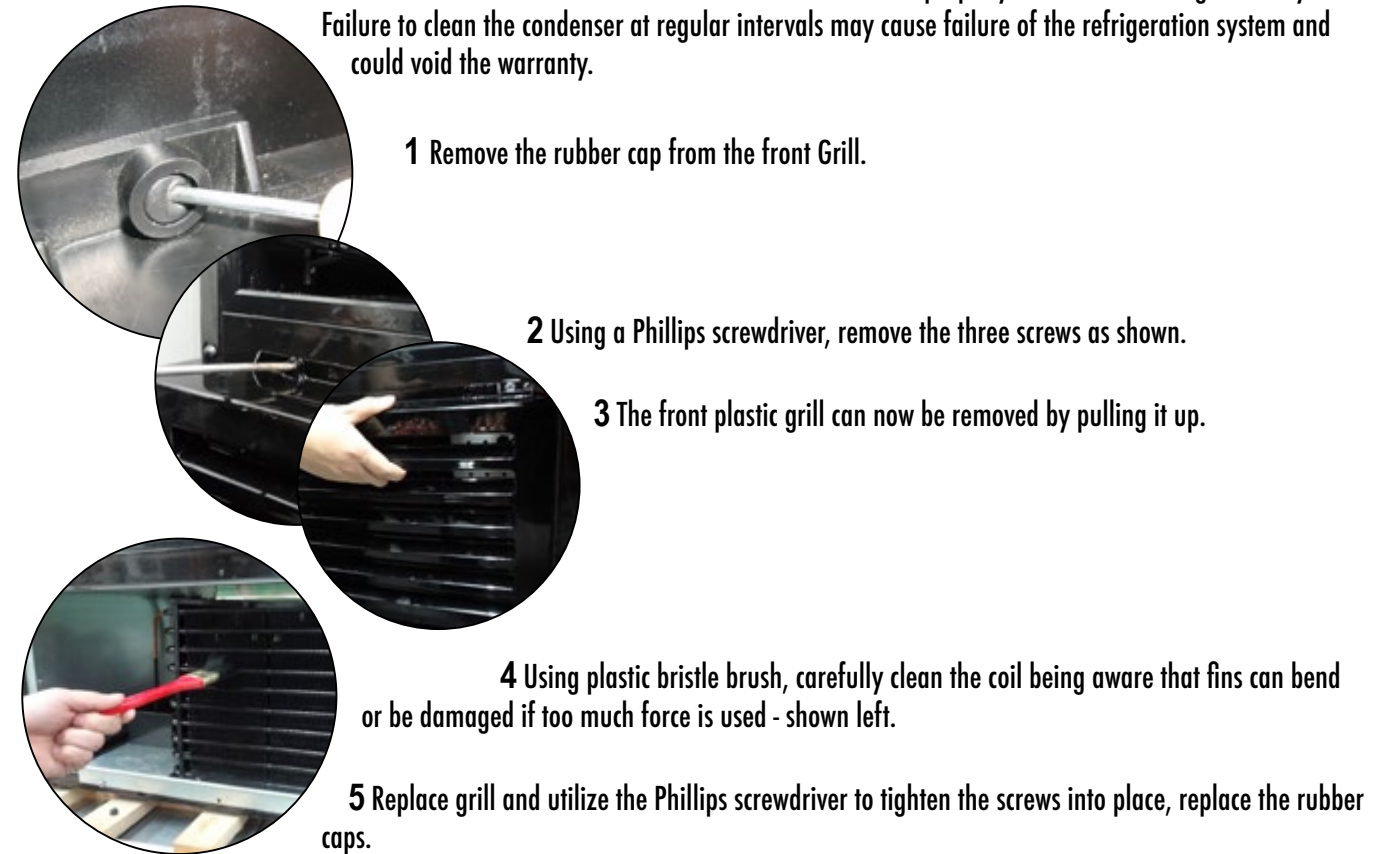 Failure to clean the condenser at regular intervals may cause failure of the refrigeration system and
could void the warranty.
1 Remove the rubber cap from the front Grill.
2 Using a Phillips screwdriver, remove the three screws as shown.
3 The front plastic grill can now be removed by pulling it up.
4 Using plastic bristle brush, carefully clean the coil being aware that fins can bend
or be damaged if too much force is used - shown left.
5 Replace grill and utilize the Phillips screwdriver to tighten the screws into place, replace the rubber
caps.